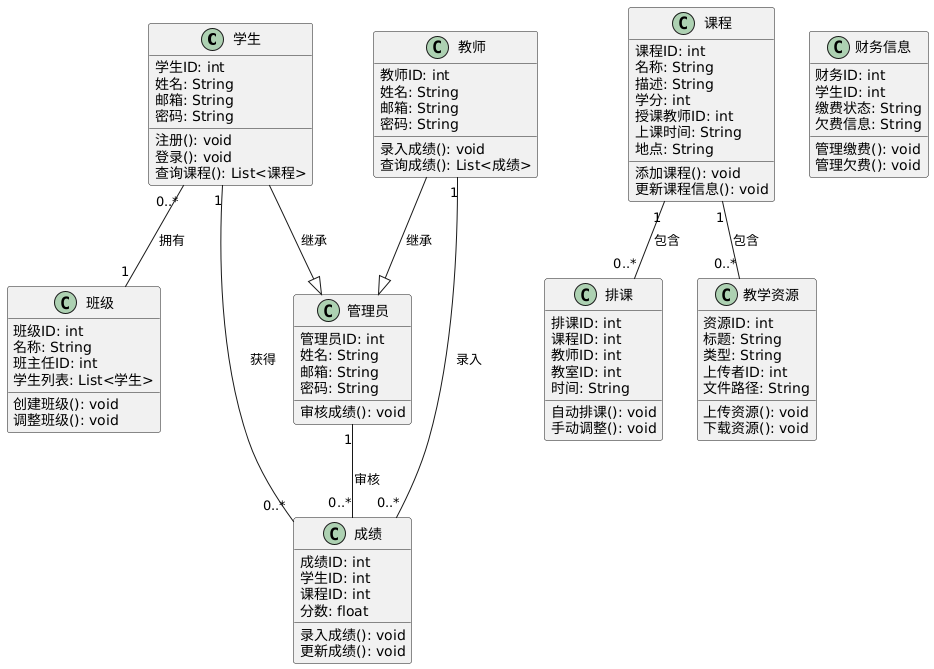 C 学生
学生ID: int
姓名: String
邮箱: String
密码: String
注册(): void
登录(): void
查询课程(): List<课程>
C 教师
教师ID: int
姓名: String
邮箱: String
密码: String
录入成绩(): void
查询成绩(): List<成绩>
C 课程
课程ID: int
名称: String
描述: String
学分: int
授课教师ID: int
上课时间: String
地点: String
添加课程(): void
更新课程信息(): void
C 财务信息
财务ID: int
学生ID: int
缴费状态: String
欠费信息: String
管理缴费(): void
管理欠费(): void
0..*
拥有
1
1
获得
0..*
继承
继承
1
录入
0..*
1
包含
0..*
1
包含
0..*
C 班级
班级ID: int
名称: String
班主任ID: int
学生列表: List<学生>
创建班级(): void
调整班级(): void
C 管理员
管理员ID: int
姓名: String
邮箱: String
密码: String
审核成绩(): void
C 排课
排课ID: int
课程ID: int
教师ID: int
教室ID: int
时间: String
自动排课(): void
手动调整(): void
C 教学资源
资源ID: int
标题: String
类型: String
上传者ID: int
文件路径: String
上传资源(): void
下载资源(): void
1
审核
0..*
C 成绩
成绩ID: int
学生ID: int
课程ID: int
分数: float
录入成绩(): void
更新成绩(): void